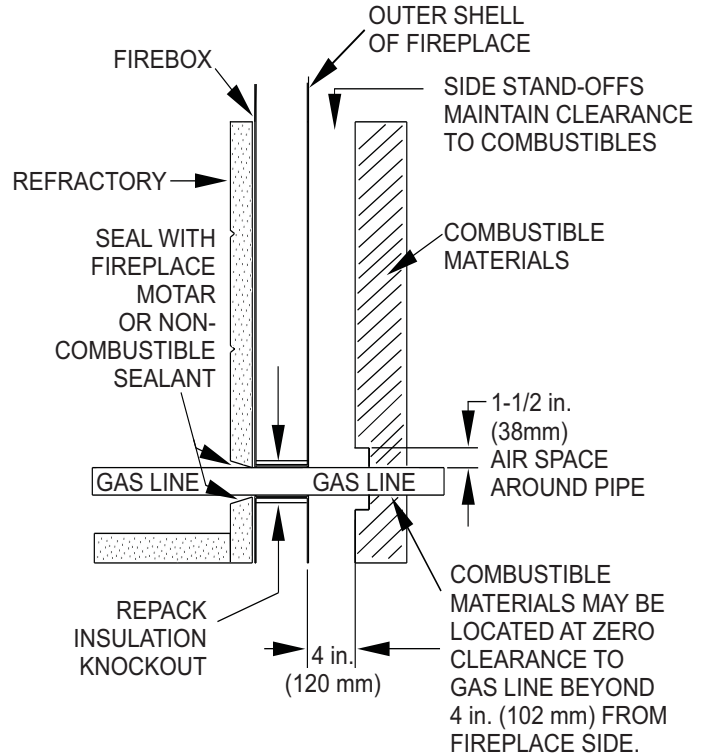 OUTER SHELL
OF FIREPLACE
FIREBOX
SIDE STAND-OFFS
MAINTAIN CLEARANCE
TO COMBUSTIBLES
REFRACTORY
SEAL WITH
FIREPLACE
MOTAR
OR NON-
COMBUSTIBLE
SEALANT
COMBUSTIBLE
MATERIALS
1-1/2 in.
(38mm)
AIR SPACE
AROUND PIPE
GAS LINE
GAS LINE
REPACK
INSULATION
KNOCKOUT
4 in.
(120 mm)
COMBUSTIBLE
MATERIALS MAY BE
LOCATED AT ZERO
CLEARANCE TO
GAS LINE BEYOND
4 in. (102 mm) FROM
FIREPLACE SIDE.